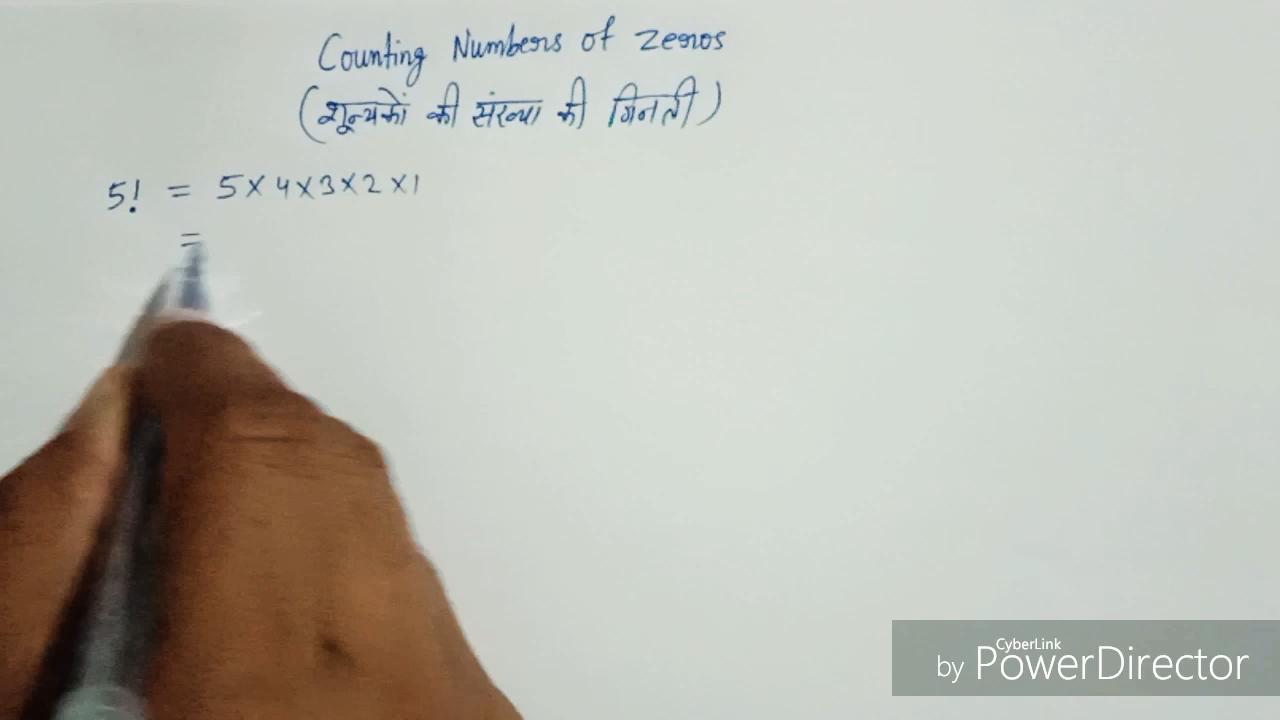 Counting Numbers of zeros
(शून्यकों की संख्या की गिनती)
5! = 5×4×3×2×1
=
CyberLink
by PowerDirector